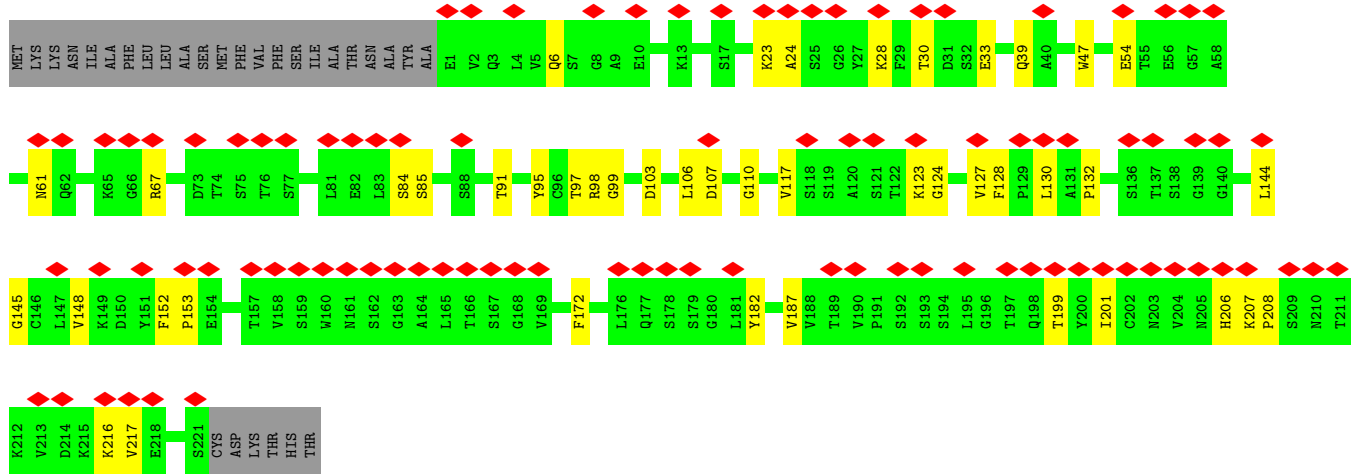 MET LYS LYS ASN ILE ALA PHE LEU LEU ALA SER MET PHE VAL PHE SER ILE ALA THR ASN ALA TYR ALA E1 V2 Q3 L4 V5 Q6 S7 G8 A9 E10 K13 S17 K23 A24 S25 G26 Y27 K28 F29 T30 D31 S32 E33 Q39 A40 W47 E54 T55 E56 G57 A58
N61 Q62 K65 G66 R67 D73 T74 S75 T76 S77 L81 E82 L83 S84 S85 S88 T91 Y95 C96 T97 R98 G99 D103 L106 D107 G110 V117 S118 S119 A120 S121 T122 K123 G124 V127 F128 P129 L130 A131 P132 S136 T137 S138 G139 G140 L144
G145 C146 L147 V148 K149 D150 Y151 F152 P153 E154 T157 V158 S159 W160 N161 S162 G163 A164 L165 T166 S167 G168 V169 F172 L176 Q177 S178 S179 G180 L181 Y182 V187 V188 T189 V190 P191 S192 S193 S194 L195 G196 T197 Q198 T199 Y200 I201 C202 N203 V204 N205 H206 K207 P208 S209 N210 T211
K212 V213 D214 K215 K216 V217 E218 S221 CYS ASP LYS THR HIS THR